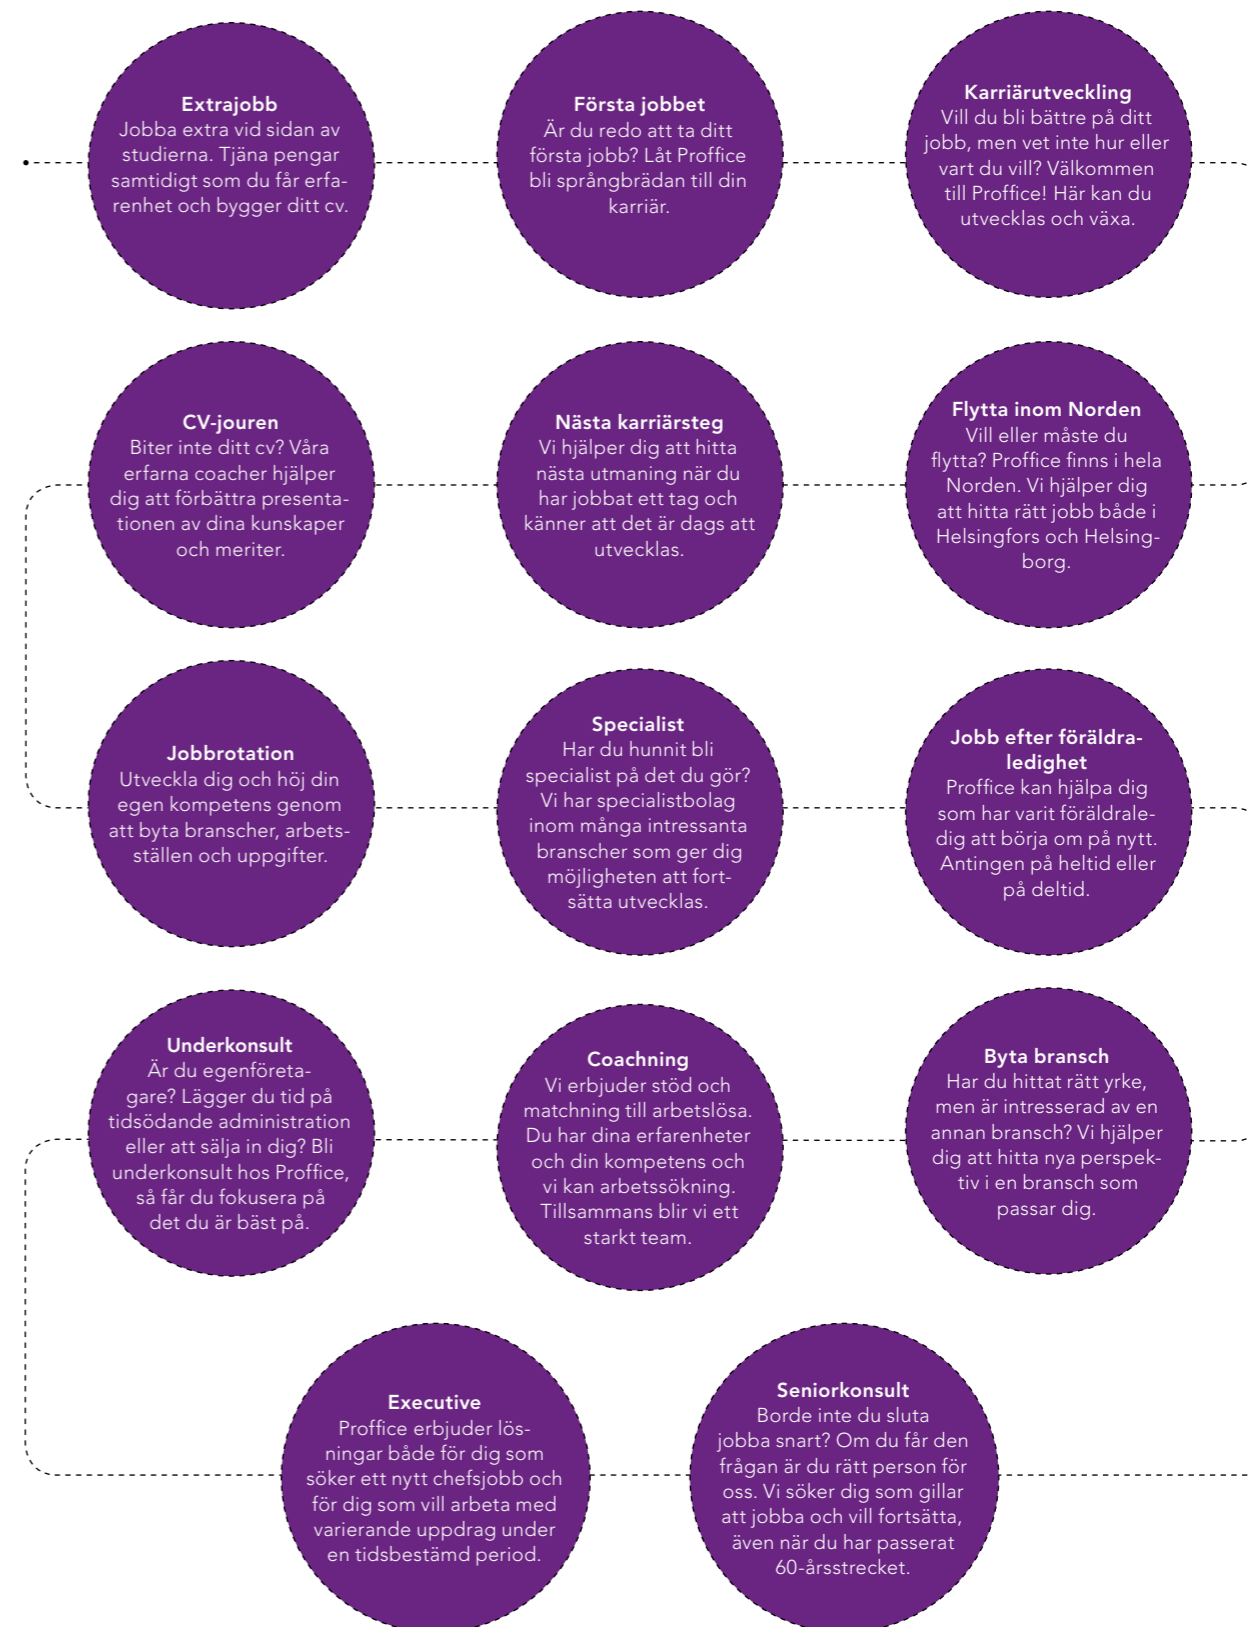 Extrajobb
Jobba extra vid sidan av
studierna. Tjäna pengar
samtidigt som du får erfa-
renhet och bygger ditt cv.
Första jobbet
Är du redo att ta ditt
första jobb? Låt Proffice
bli språngbrädan till din
karriär.
Karriärutveckling
Vill du bli bättre på ditt
jobb, men vet inte hur eller
vart du vill? Välkommen
till Proffice! Här kan du
utvecklas och växa.
CV-jouren
Biter inte ditt cv? Våra
erfarna coacher hjälper
dig att förbättra presenta-
tionen av dina kunskaper
och meriter.
Nästa karriärsteg
Vi hjälper dig att hitta
nästa utmaning när du
har jobbat ett tag och
känner att det är dags att
utvecklas.
Flytta inom Norden
Vill eller måste du
flytta? Proffice finns i hela
Norden. Vi hjälper dig
att hitta rätt jobb både i
Helsingfors och Helsing-
borg.
Jobbrotation
Utveckla dig och höj din
egen kompetens genom
att byta branscher, arbets-
ställen och uppgifter.
Specialist
Har du hunnit bli
specialist på det du gör?
Vi har specialistbolag
inom många intressanta
branscher som ger dig
möjligheten att fort-
sätta utvecklas.
Jobb efter föräldra-
ledighet
Proffice kan hjälpa dig
som har varit föräldrale-
dig att börja om på nytt.
Antingen på heltid eller
på deltid.
Underkonsult
Är du egenföreta-
gare? Lägger du tid på
tidsödande administration
eller att sälja in dig? Bli
underkonsult hos Proffice,
så får du fokusera på
det du är bäst på.
Coachning
Vi erbjuder stöd och
matchning till arbetslösa.
Du har dina erfarenheter
och din kompetens och
vi kan arbetssökning.
Tillsammans blir vi ett
starkt team.
Byta bransch
Har du hittat rätt yrke,
men är intresserad av en
annan bransch? Vi hjälper
dig att hitta nya perspek-
tiv i en bransch som
passar dig.
Executive
Proffice erbjuder lös-
ningar både för dig som
söker ett nytt chefsjobb och
för dig som vill arbeta med
varierande uppdrag under
en tidsbestämd period.
Seniorkonsult
Borde inte du sluta
jobba snart? Om du får den
frågan är du rätt person för
oss. Vi söker dig som gillar
att jobba och vill fortsätta,
även när du har passerat
60-årsstrecket.